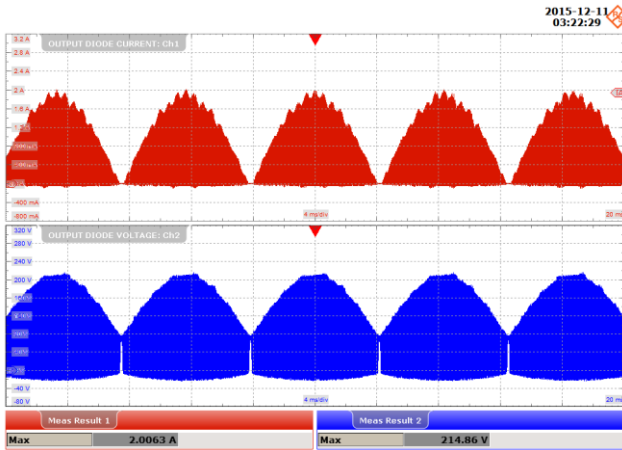 2015-12-11
03:22:29
3.2 A
OUTPUT DIODE CURRENT: Ch1
2.8 A
2.4 A
2 A
1.6 A
-400 mA
-800 mA
4 ms/div
20 ms
320 V
OUTPUT DIODE VOLTAGE: Ch2
240 V
200 V
-40 V
-80 V
4 ms/div
20 ms
Meas Result 1
Meas Result 2
Max 2.0063 A
Max 214.86 V